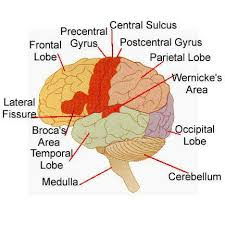 Central Sulcus
Precentral
Gyrus
Postcentral Gyrus
Frontal
Lobe
Parietal Lobe
Wernicke's
Area
Lateral
Fissure
Broca's
Area
Occipital
Lobe
Temporal
Lobe
Medulla
Cerebellum